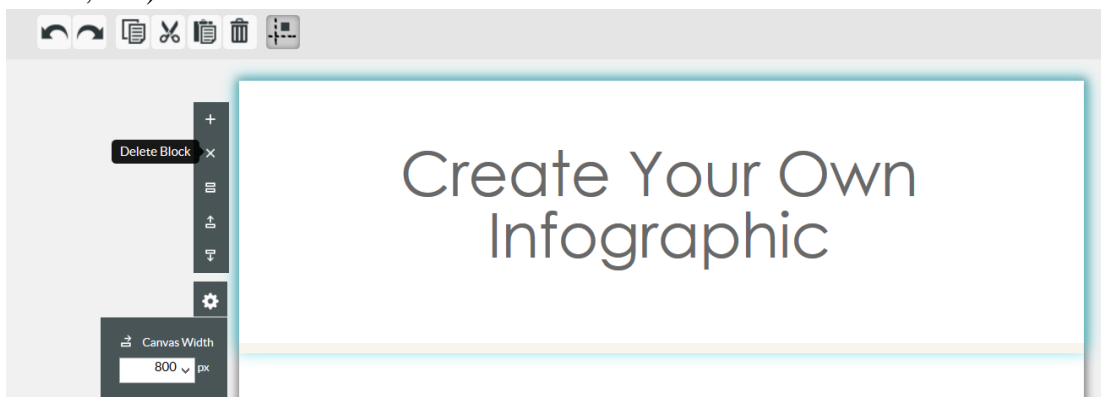 Delete Block
Create Your Own
Infographic
Canvas Width
800 px